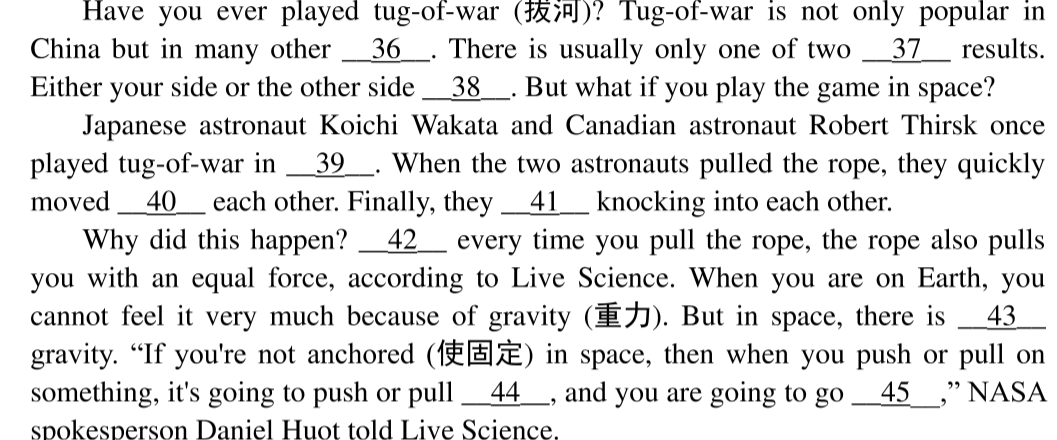 Have you ever played tug-of-war (拔河)? Tug-of-war is not only popular in
China but in many other __36__. There is usually only one of two __37__ results.
Either your side or the other side __38__. But what if you play the game in space?
Japanese astronaut Koichi Wakata and Canadian astronaut Robert Thirsk once
played tug-of-war in __39__. When the two astronauts pulled the rope, they quickly
moved __40__ each other. Finally, they __41__ knocking into each other.
Why did this happen? __42__ every time you pull the rope, the rope also pulls
you with an equal force, according to Live Science. When you are on Earth, you
cannot feel it very much because of gravity (重力). But in space, there is __43__
gravity. “If you're not anchored (使固定) in space, then when you push or pull on
something, it's going to push or pull __44__, and you are going to go __45__,” NASA
spokesperson Daniel Huot told Live Science.